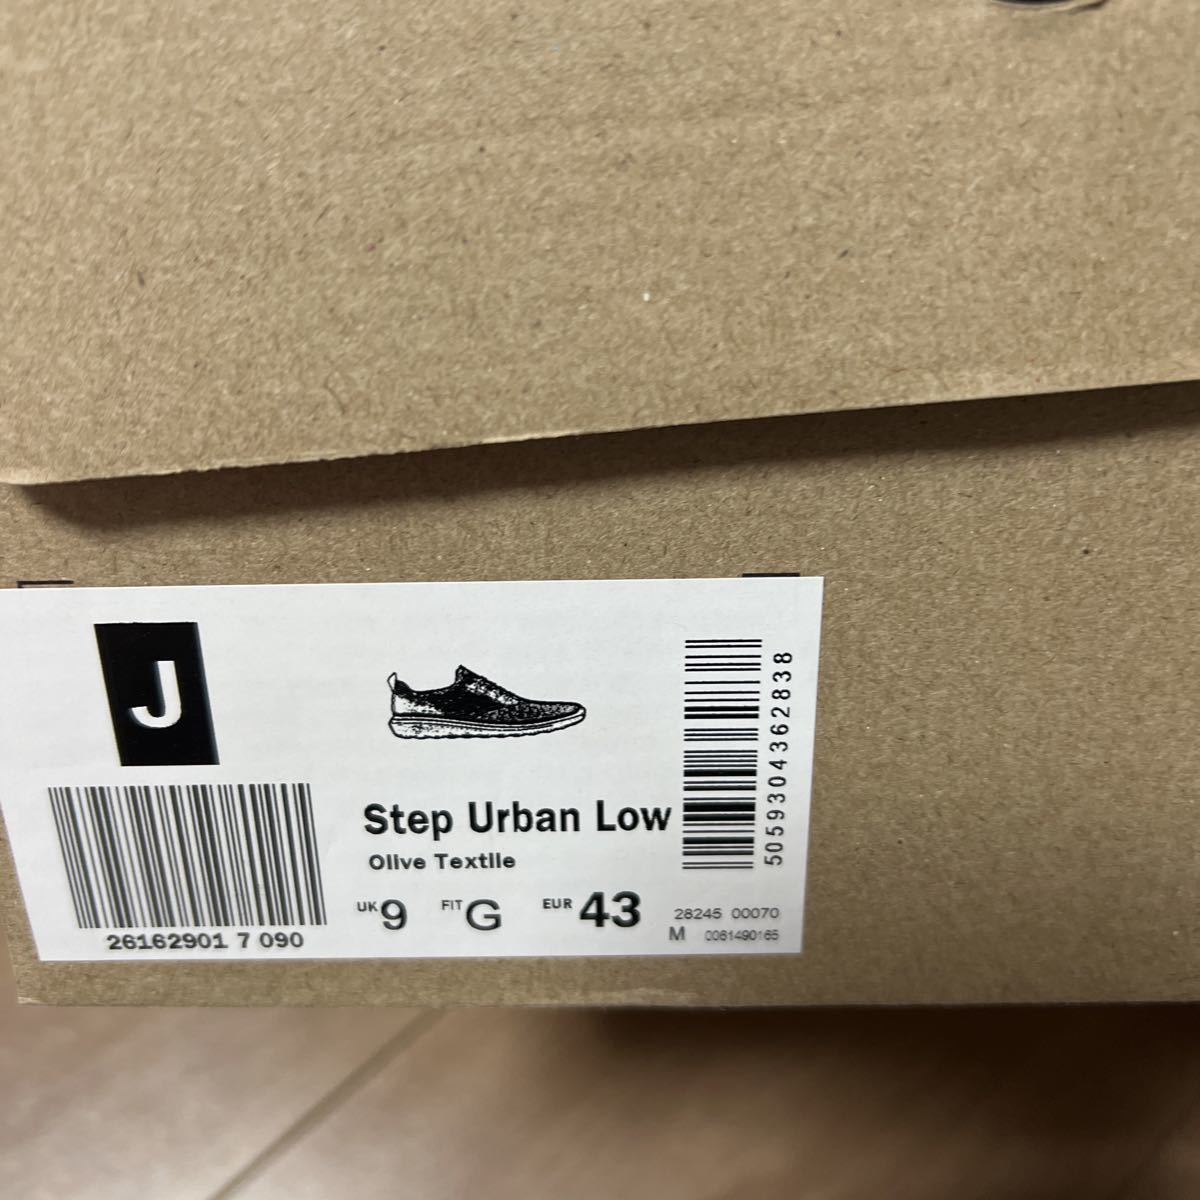 J
Step Urban Low
Olive Textile
UK 9 FIT G EUR 43
26162901 7 090
5059304362838
28245 00070
M 0061490165